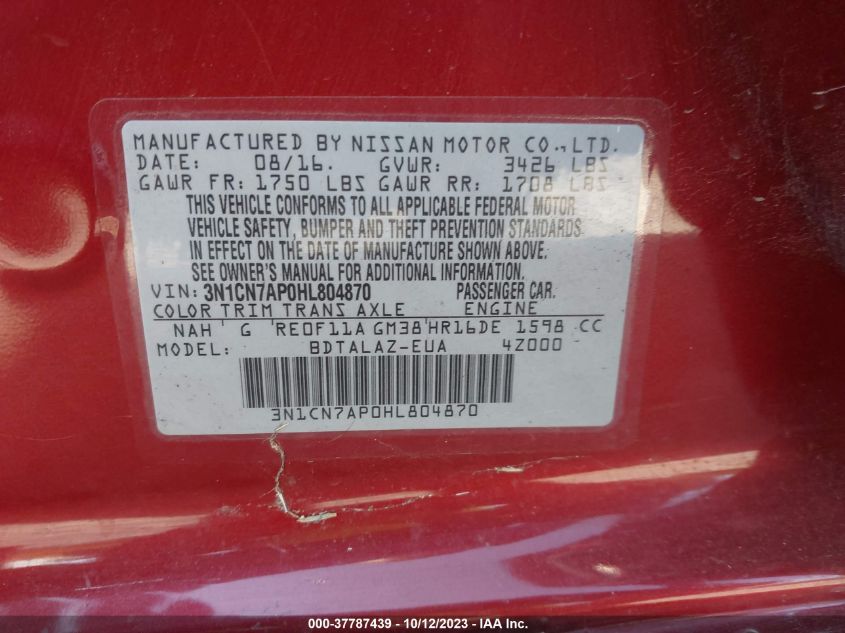 MANUFACTURED BY NISSAN MOTOR CO.,LTD.
DATE: 08/16. GVWR: 3426 LBS
GAWR FR: 1750 LBS GAWR RR: 1708 LBS
THIS VEHICLE CONFORMS TO ALL APPLICABLE FEDERAL MOTOR
VEHICLE SAFETY, BUMPER AND THEFT PREVENTION STANDARDS
IN EFFECT ON THE DATE OF MANUFACTURE SHOWN ABOVE.
SEE OWNER'S MANUAL FOR ADDITIONAL INFORMATION.
VIN: 3N1CN7AP0HL804870 PASSENGER CAR.
COLOR TRIM TRANS AXLE ENGINE
NAH G RE0F11A GM38 HR16DE 1598 CC
MODEL: BDTALAZ-EUA 4Z000
3N1CN7AP0HL804870
000-37787439 - 10/12/2023 - IAA Inc.